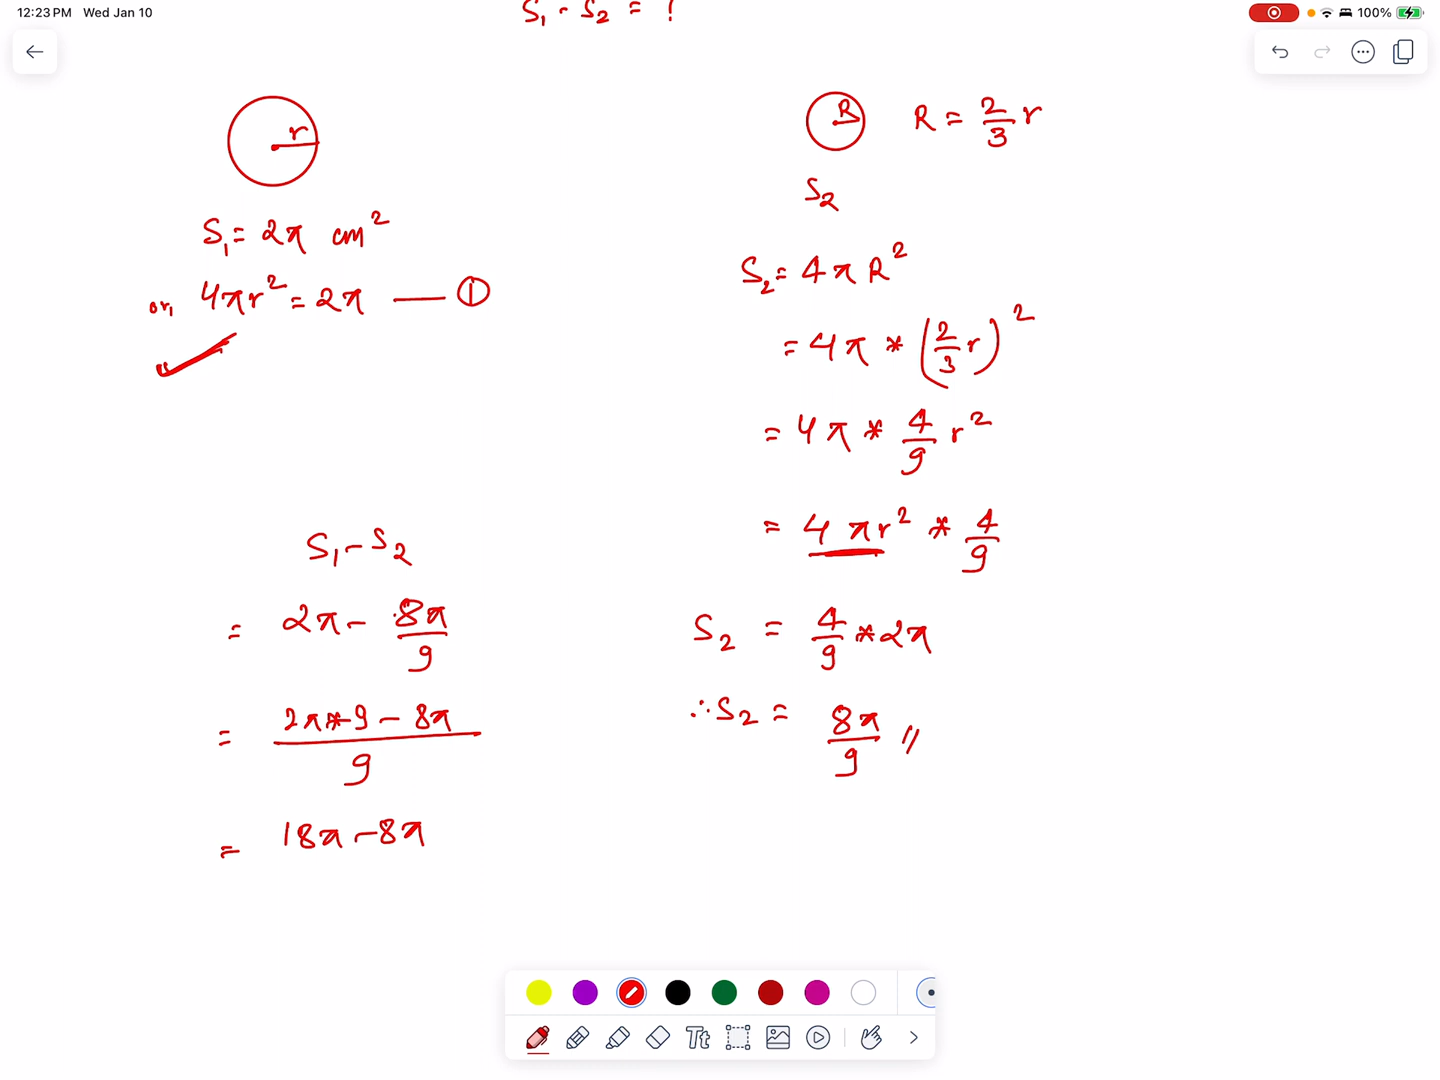 12:23 PM Wed Jan 10
100%
S₁ - S₂ = ?
r
S₁ = 2π cm²
or, 4πr² = 2π —— ①
S₁ - S₂
= 2π - 8π/9
= (2π*9 - 8π)/9
= 18π - 8π
R
R = 2/3 r
S₂
S₂ = 4πR²
= 4π * (2/3 r)²
= 4π * 4/9 r²
= 4πr² * 4/9
S₂ = 4/9 * 2π
∴ S₂ = 8π/9 //
Tt